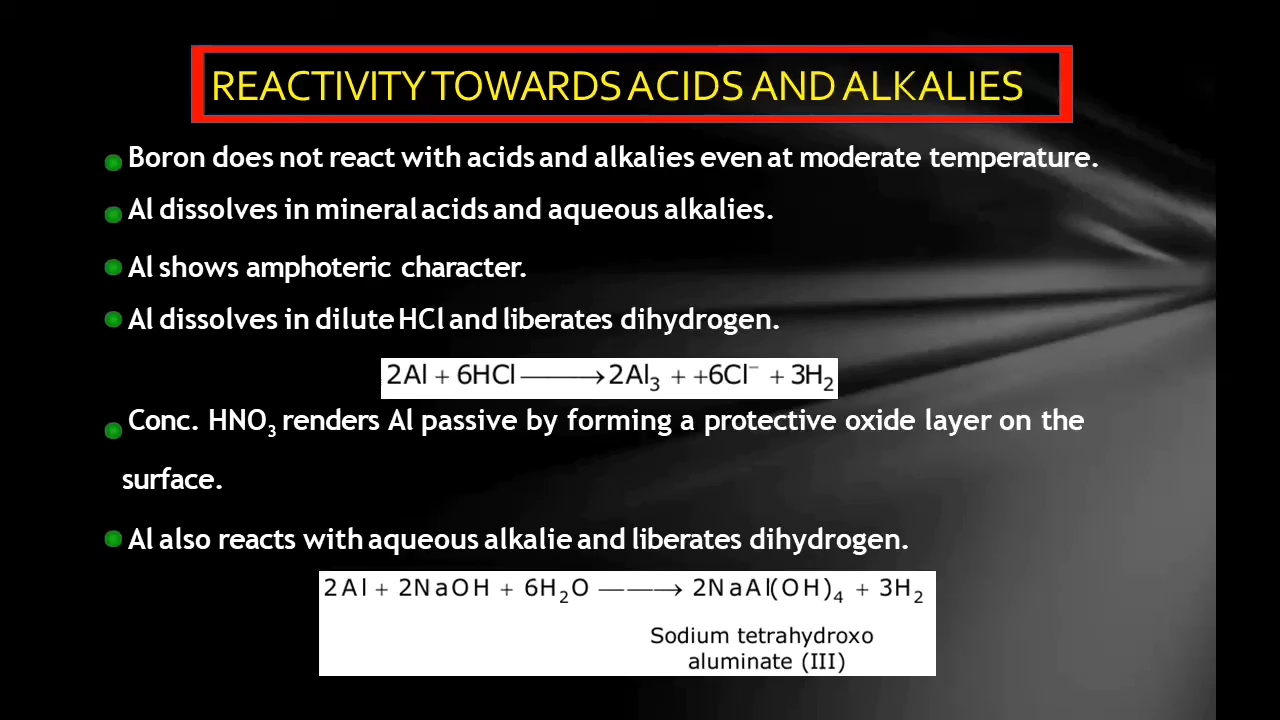 REACTIVITY TOWARDS ACIDS AND ALKALIES
Boron does not react with acids and alkalies even at moderate temperature.
Al dissolves in mineral acids and aqueous alkalies.
Al shows amphoteric character.
Al dissolves in dilute HCl and liberates dihydrogen.
2Al + 6HCl ———→ 2Al₃ + +6Cl⁻ + 3H₂
Conc. HNO₃ renders Al passive by forming a protective oxide layer on the
surface.
Al also reacts with aqueous alkalie and liberates dihydrogen.
2Al + 2NaOH + 6H₂O ———→ 2NaAl(OH)₄ + 3H₂
Sodium tetrahydroxo
aluminate (III)